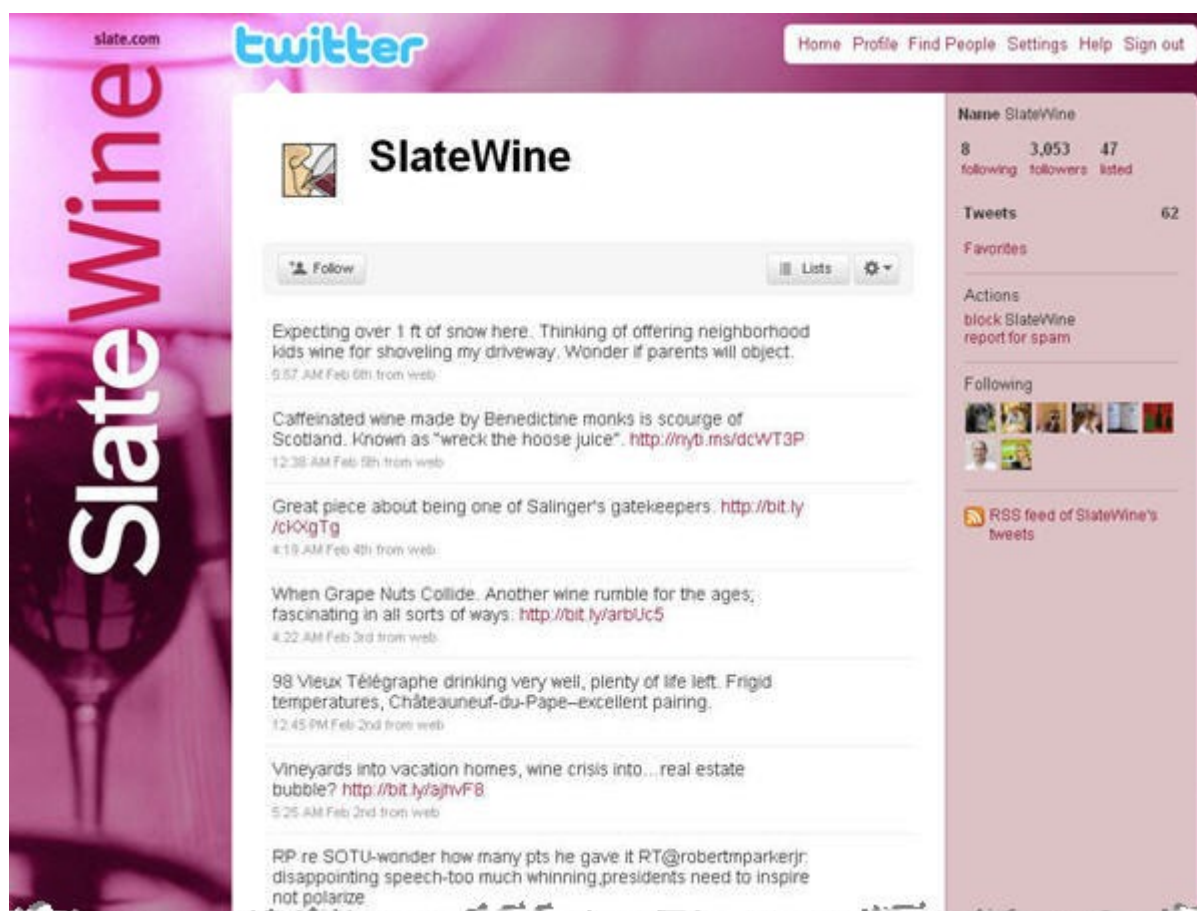 slate.com
SlateWine
twitter
Home Profile Find People Settings Help Sign out
SlateWine
Follow
Lists
Expecting over 1 ft of snow here. Thinking of offering neighborhood
kids wine for shoveling my driveway. Wonder if parents will object.
9:57 AM Feb 6th from web
Caffeinated wine made by Benedictine monks is scourge of
Scotland. Known as "wreck the hoose juice". http://nyti.ms/dcWT3P
12:38 AM Feb 5th from web
Great piece about being one of Salinger's gatekeepers. http://bit.ly
/ckXgTg
4:19 AM Feb 4th from web
When Grape Nuts Collide. Another wine rumble for the ages;
fascinating in all sorts of ways: http://bit.ly/arbUc5
4:22 AM Feb 3rd from web
98 Vieux Télégraphe drinking very well, plenty of life left. Frigid
temperatures, Châteauneuf-du-Pape–excellent pairing.
12:45 PM Feb 2nd from web
Vineyards into vacation homes, wine crisis into...real estate
bubble? http://bit.ly/ajhvF8
5:25 AM Feb 2nd from web
RP re SOTU-wonder how many pts he gave it RT@robertmparkerjr:
disappointing speech-too much whinning,presidents need to inspire
not polarize
Name SlateWine
8 3,053 47
following followers listed
Tweets 62
Favorites
Actions
block SlateWine
report for spam
Following
RSS feed of SlateWine's
tweets